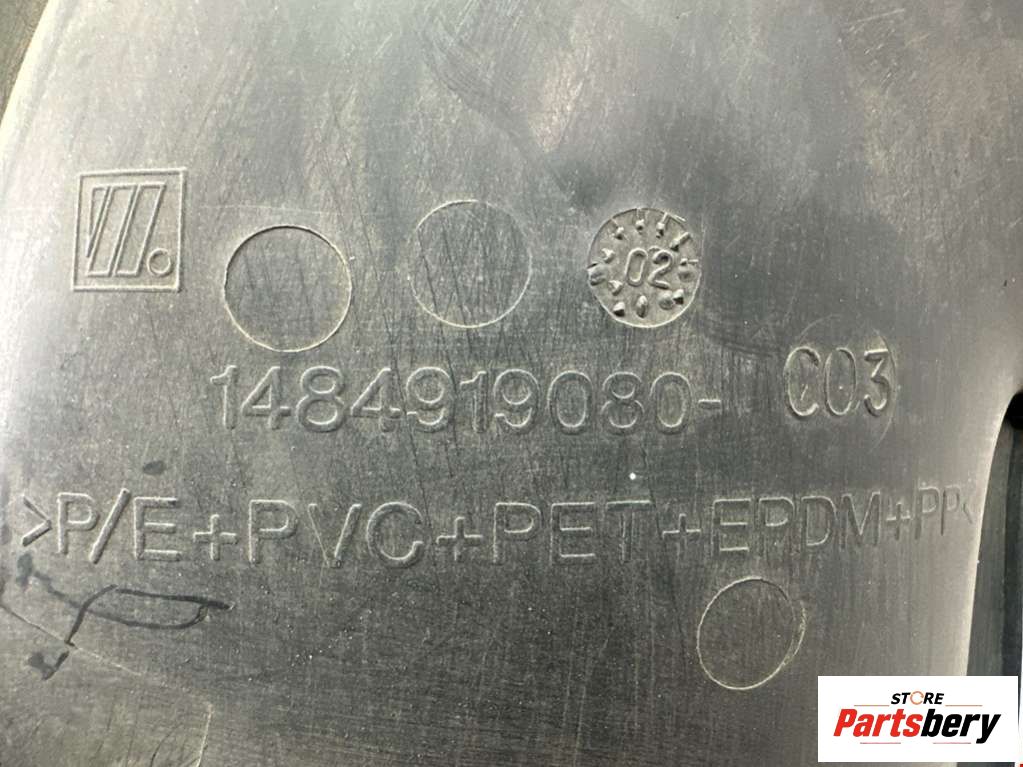 02
1484919080- C03
>P/E+PVC+PET+EPDM+PP<
STORE
Partsbery